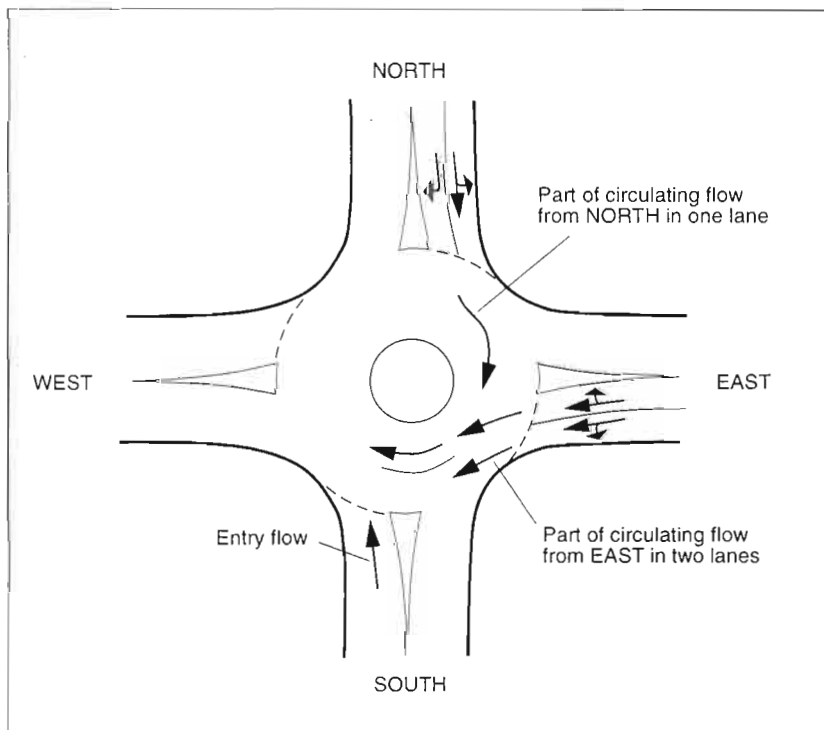 NORTH
Part of circulating flow
from NORTH in one lane
WEST
EAST
Entry flow
Part of circulating flow
from EAST in two lanes
SOUTH